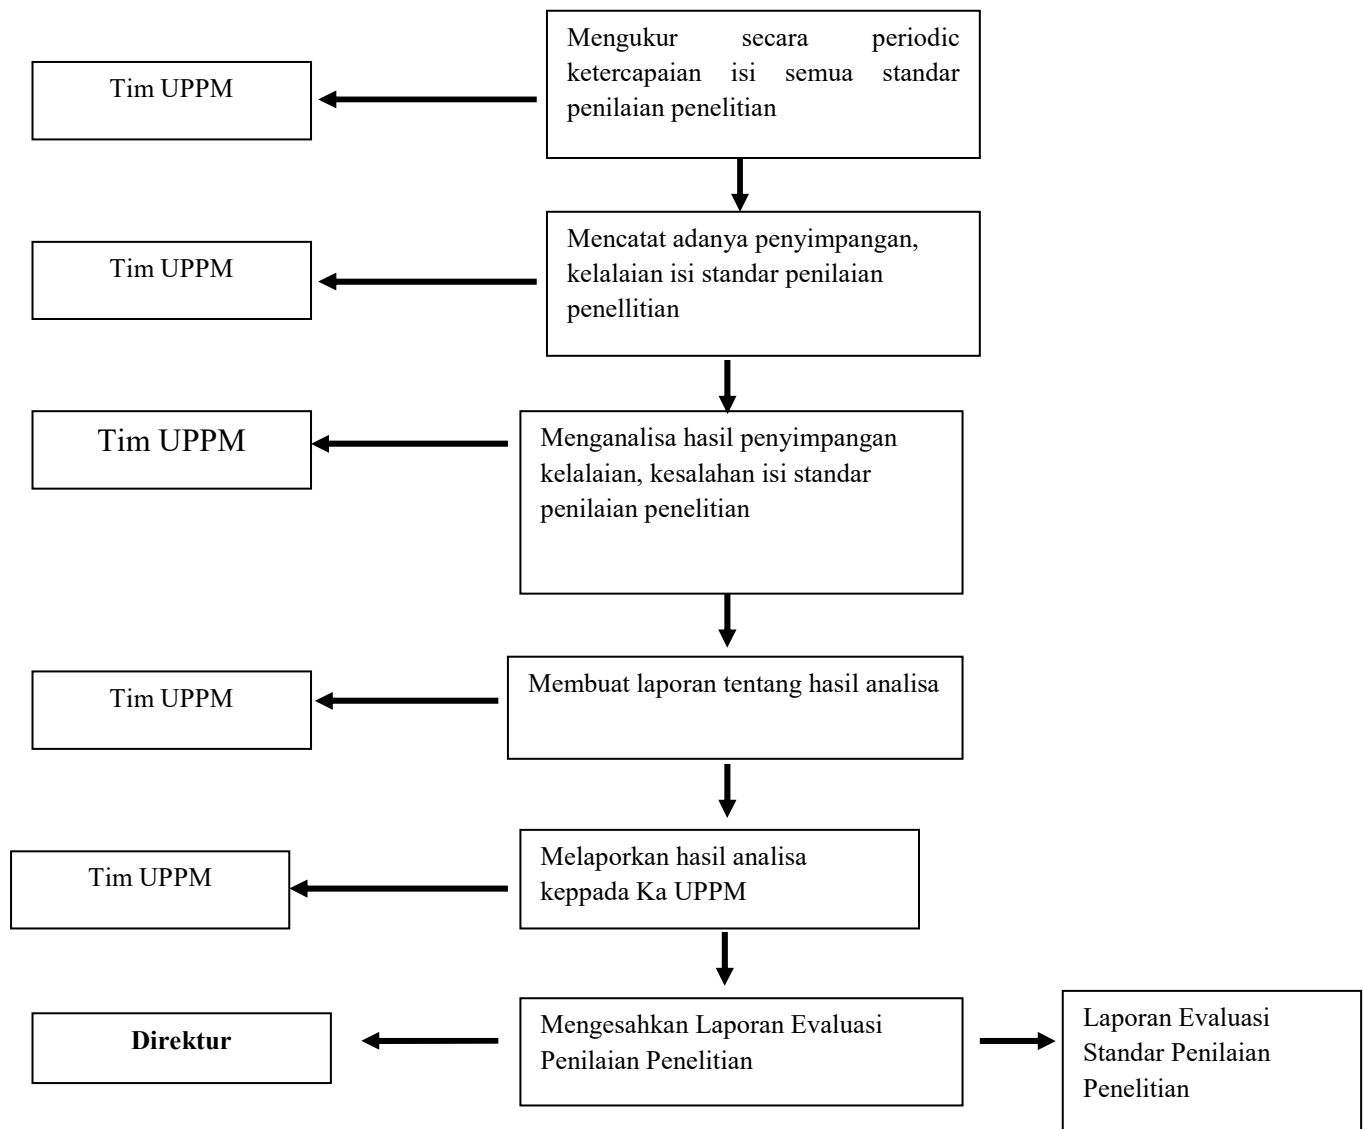 Mengukur secara periodic
ketercapaian isi semua standar
penilaian penelitian
Tim UPPM
Mencatat adanya penyimpangan,
kelalaian isi standar penilaian
penellitian
Tim UPPM
Menganalisa hasil penyimpangan
kelalaian, kesalahan isi standar
penilaian penelitian
Tim UPPM
Membuat laporan tentang hasil analisa
Tim UPPM
Melaporkan hasil analisa
keppada Ka UPPM
Tim UPPM
Mengesahkan Laporan Evaluasi
Penilaian Penelitian
Direktur
Laporan Evaluasi
Standar Penilaian
Penelitian